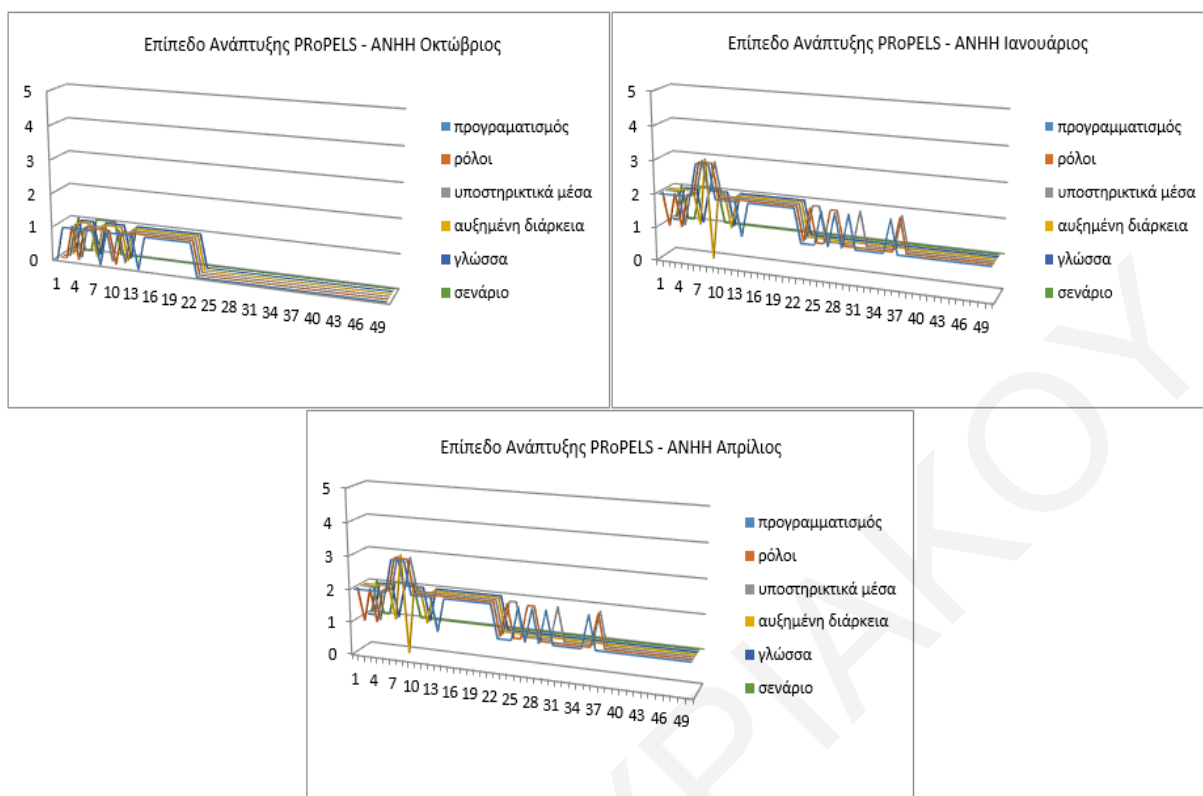 Επίπεδο Ανάπτυξης PRoPELS - ΑΝΗΗ Οκτώβριος
5
4
3
2
1
0
1 4 7 10 13 16 19 22 25 28 31 34 37 40 43 46 49
προγραματισμός
ρόλοι
υποστηρικτικά μέσα
αυξημένη διάρκεια
γλώσσα
σενάριο
Επίπεδο Ανάπτυξης PRoPELS - ΑΝΗΗ Ιανουάριος
5
4
3
2
1
0
1 4 7 10 13 16 19 22 25 28 31 34 37 40 43 46 49
προγραμματισμός
ρόλοι
υποστηρικτικά μέσα
αυξημένη διάρκεια
γλώσσα
σενάριο
Επίπεδο Ανάπτυξης PRoPELS - ΑΝΗΗ Απρίλιος
5
4
3
2
1
0
1 4 7 10 13 16 19 22 25 28 31 34 37 40 43 46 49
προγραμματισμός
ρόλοι
υποστηρικτικά μέσα
αυξημένη διάρκεια
γλώσσα
σενάριο
ΥΡΙΑΚΟΥ